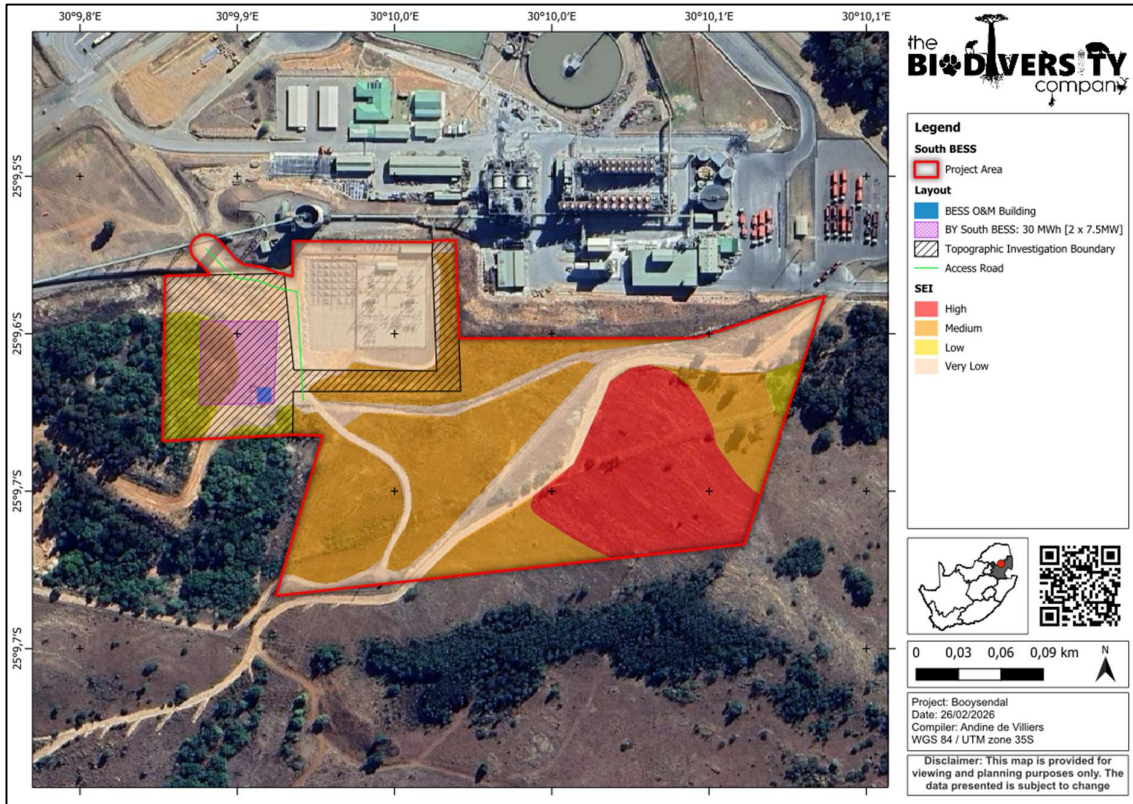 30°9,8'E
30°9,9'E
30°10,0'E
30°10,0'E
30°10,1'E
30°10,1'E
25°9,5'S
25°9,6'S
25°9,7'S
25°9,7'S
the
BIODIVERSITY
company
Legend
South BESS
Project Area
Layout
BESS O&M Building
BY South BESS: 30 MWh [2 x 7.5MW]
Topographic Investigation Boundary
Access Road
SEI
High
Medium
Low
Very Low
0 0,03 0,06 0,09 km
N
Project: Booysendal
Date: 26/02/2026
Compiler: Andine de Villiers
WGS 84 / UTM zone 35S
Disclaimer: This map is provided for
viewing and planning purposes only. The
data presented is subject to change